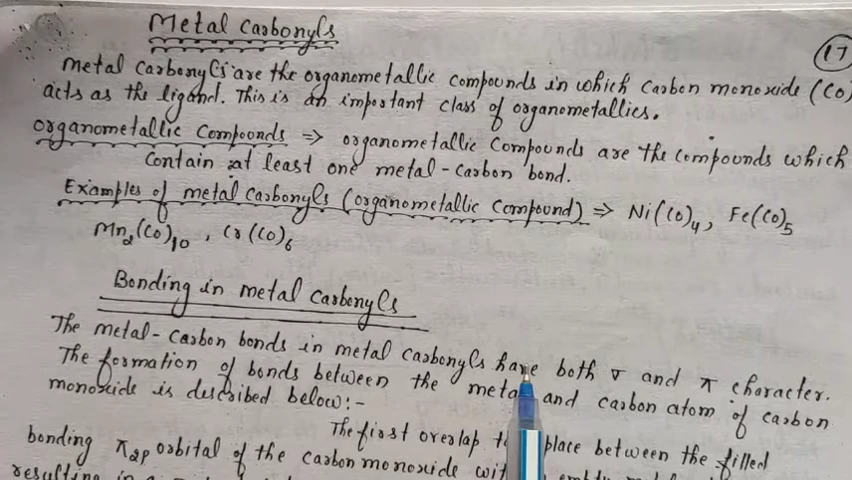 Metal Carbonyls
17
Metal Carbonyls are the organometallic compounds in which Carbon monoxide (CO)
acts as the ligand. This is an important class of organometallics.
organometallic Compounds ⇒ organometallic Compounds are the compounds which
Contain at least one metal-Carbon bond.
Examples of metal carbonyls (organometallic Compound) ⇒ Ni(CO)4, Fe(CO)5
Mn2(CO)10, Cr(CO)6
Bonding in metal Carbonyls
The metal-Carbon bonds in metal carbonyls have both σ and π character.
The formation of bonds between the metal and carbon atom of carbon
monoxide is described below:-
The first overlap place between the filled
bonding π2p orbital of the carbon monoxide
resulting in a